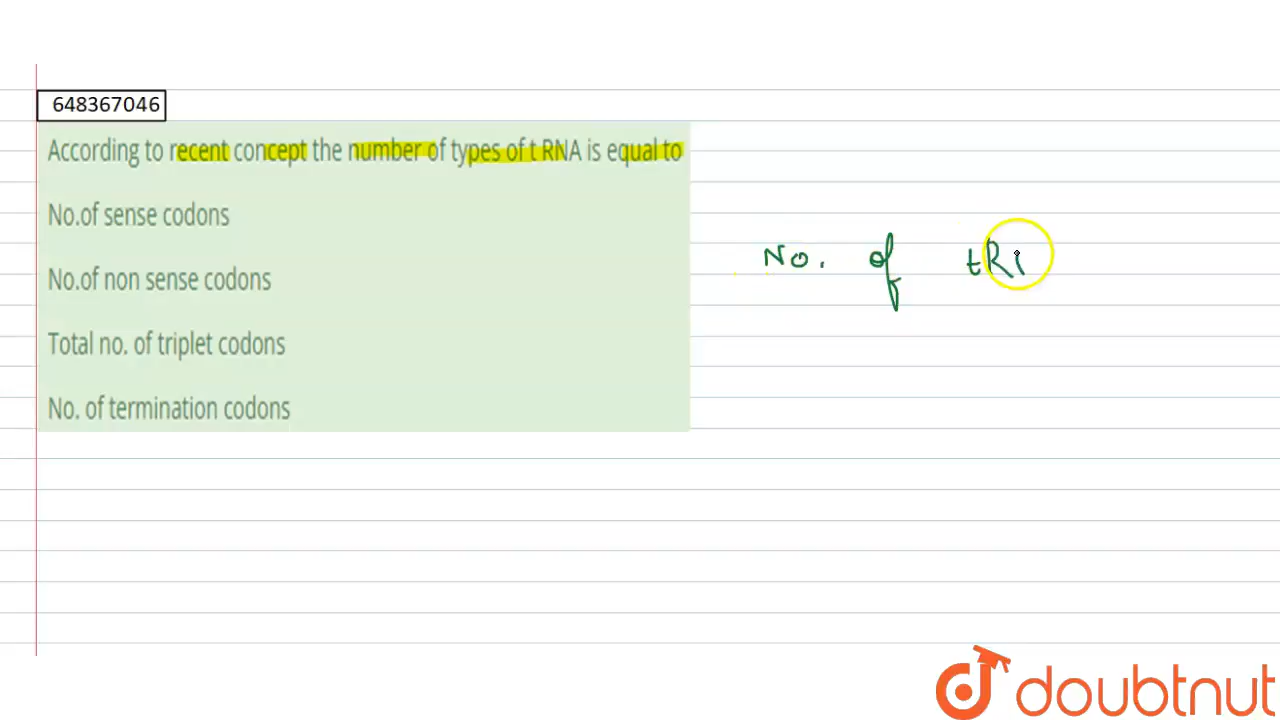 648367046
According to recent concept the number of types of t RNA is equal to
No.of sense codons
No. of tRI
No.of non sense codons
Total no. of triplet codons
No. of termination codons
doubtnut